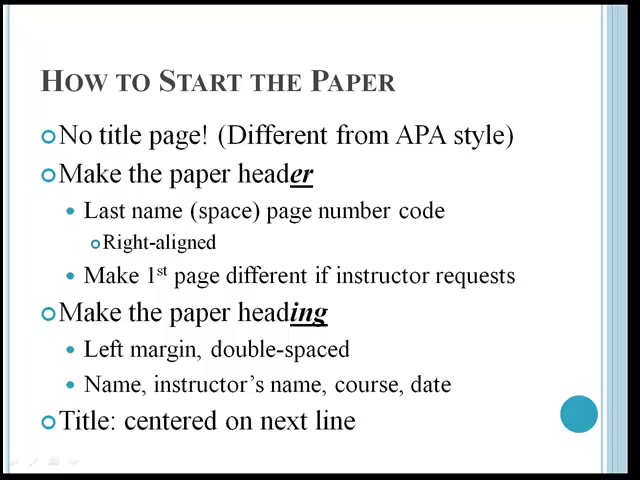 HOW TO START THE PAPER
No title page! (Different from APA style)
Make the paper header
Last name (space) page number code
Right-aligned
Make 1st page different if instructor requests
Make the paper heading
Left margin, double-spaced
Name, instructor's name, course, date
Title: centered on next line